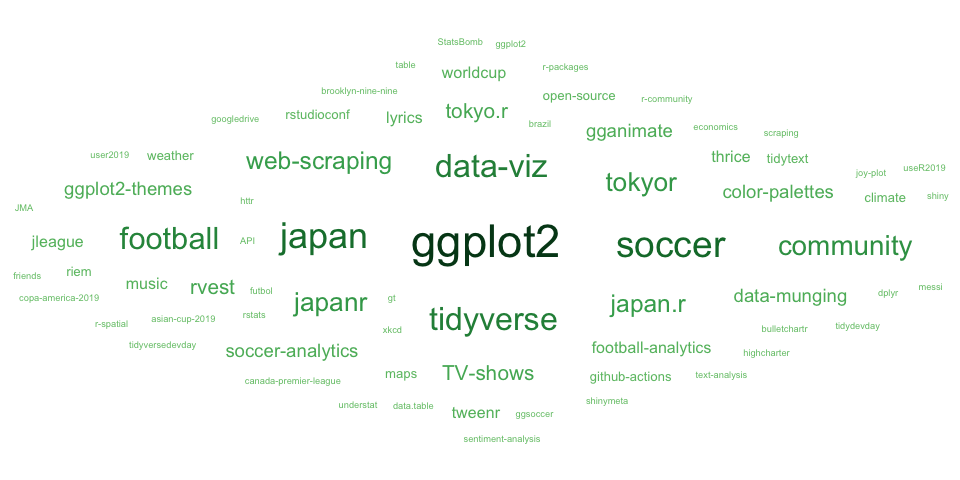 StatsBomb ggplot2
table worldcup r-packages
brooklyn-nine-nine open-source r-community
googledrive rstudioconf lyrics tokyo.r brazil gganimate economics scraping
user2019 weather web-scraping data-viz thrice tidytext
ggplot2-themes tokyor color-palettes joy-plot useR2019
JMA httr climate shiny
jleague football API japan ggplot2 soccer community
friends riem
copa-america-2019 music rvest futbol japanr gt japan.r data-munging dplyr messi
r-spatial asian-cup-2019 rstats xkcd tidyverse bulletchartr tidydevday
tidyversedevday soccer-analytics football-analytics highcharter
canada-premier-league maps TV-shows github-actions text-analysis
understat data.table tweenr ggsoccer shinymeta
sentiment-analysis